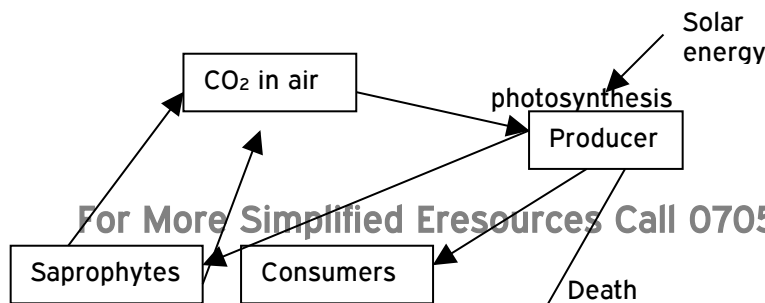 Solar
energy
CO₂ in air
photosynthesis
Producer
For More Simplified Eresources Call 0705
Saprophytes
Consumers
Death